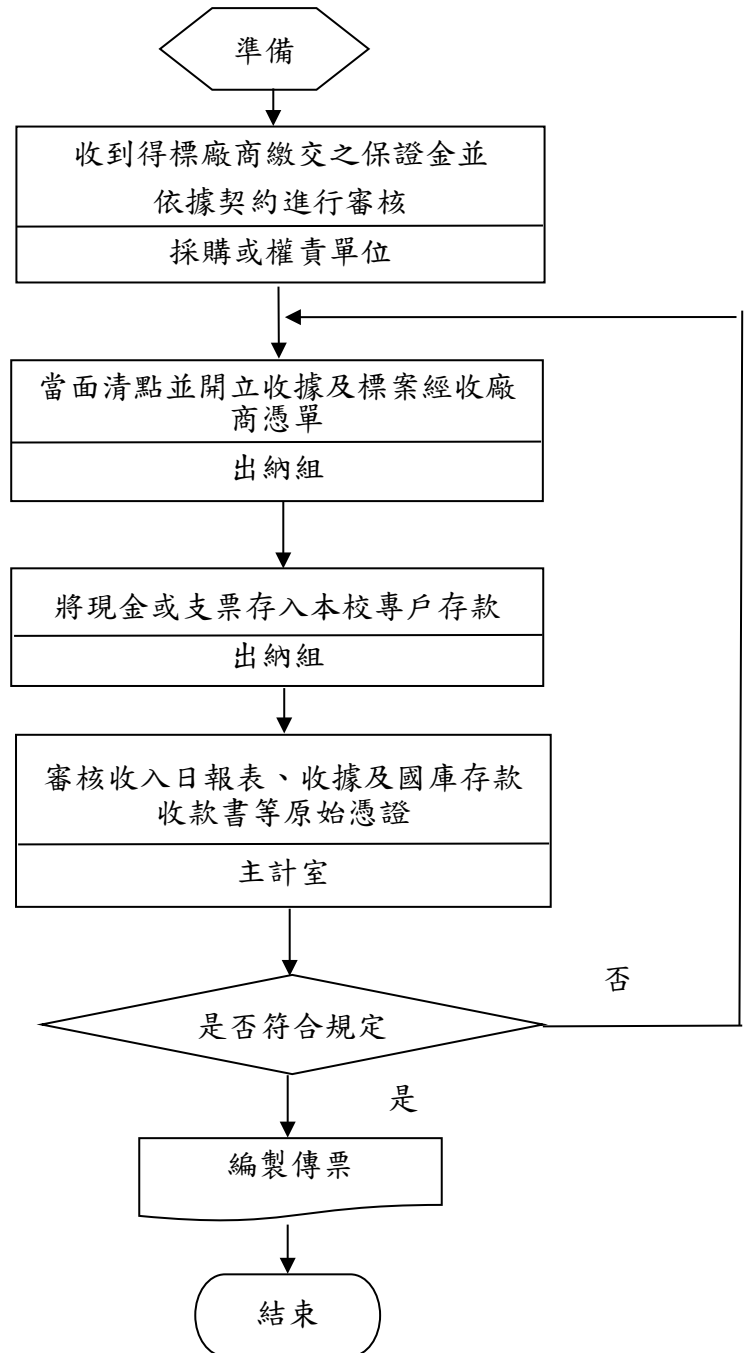 準備
收到得標廠商繳交之保證金並
依據契約進行審核
採購或權責單位
當面清點並開立收據及標案經收廠
商憑單
出納組
將現金或支票存入本校專戶存款
出納組
審核收入日報表、收據及國庫存款
收款書等原始憑證
主計室
否
是否符合規定
是
編製傳票
結束